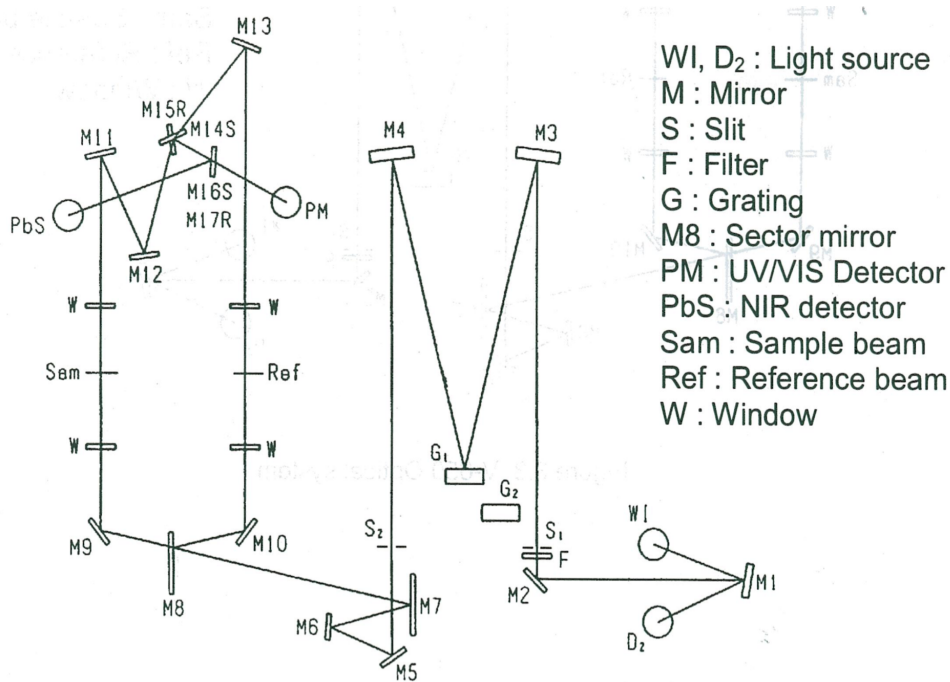 WI, D₂ : Light source
M : Mirror
S : Slit
F : Filter
G : Grating
M8 : Sector mirror
PM : UV/VIS Detector
PbS : NIR detector
Sam : Sample beam
Ref : Reference beam
W : Window
M13
M15R
M14S
M11
M16S
M17R
PbS
PM
M12
M4
M3
W
W
Sam
Ref
W
W
G₁
G₂
M9
M10
M8
S₂
S₁
F
M2
WI
M1
D₂
M7
M6
M5